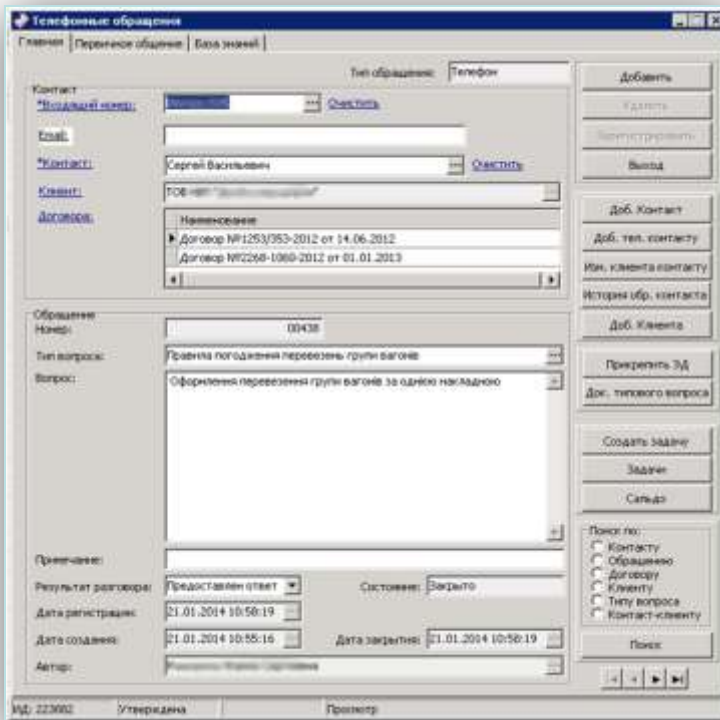 Телефонные обращения
Главная Первичное общение База знаний
Тип обращения: Телефон
Контакт
*Входящий номер: Очистить
Email:
*Контакт: Сергей Васильевич Очистить
Клиент: ТОВ
Договора:
Наименование
Договор №1253/353-2012 от 14.06.2012
Договор №2268-1060-2012 от 01.01.2013
Обращение
Номер: 00438
Тип вопроса: Правила погодження перевезень групи вагонів
Вопрос: Оформлення перевезення групи вагонів за однією накладною
Примечание:
Результат разговора: Предоставлен ответ Состояние: Закрыто
Дата регистрации: 21.01.2014 10:58:19
Дата создания: 21.01.2014 10:55:16 Дата закрытия: 21.01.2014 10:58:19
Автор:
Добавить
Удалить
Зарегистрировать
Выход
Доб. Контакт
Доб. тел. контакту
Изм. клиента контакту
История обр. контакта
Доб. Клиента
Прикрепить ЭД
Док. типового вопроса
Создать задачу
Задачи
Сальдо
Поиск по:
Контакту
Обращению
Договору
Клиенту
Типу вопроса
Контакт-клиенту
Поиск
ИД: 223602 Утверждена Просмотр